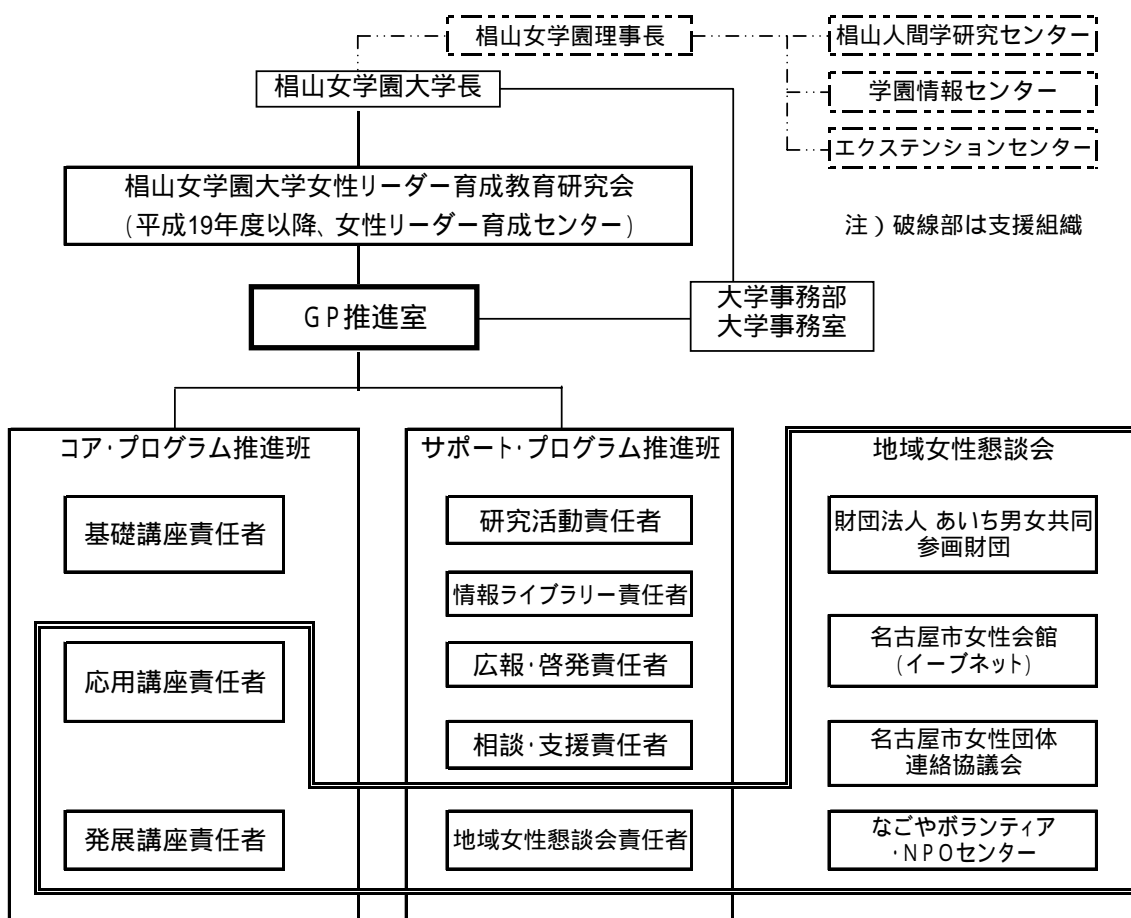 椙山女学園理事長
椙山人間学研究センター
学園情報センター
エクステンションセンター
椙山女学園大学長
椙山女学園大学女性リーダー育成教育研究会
(平成19年度以降、女性リーダー育成センター)
注）破線部は支援組織
GP推進室
大学事務部
大学事務室
コア・プログラム推進班
基礎講座責任者
応用講座責任者
発展講座責任者
サポート・プログラム推進班
研究活動責任者
情報ライブラリー責任者
広報・啓発責任者
相談・支援責任者
地域女性懇談会責任者
地域女性懇談会
財団法人 あいち男女共同
参画財団
名古屋市女性会館
(イーブネット)
名古屋市女性団体
連絡協議会
なごやボランティア
・NPOセンター